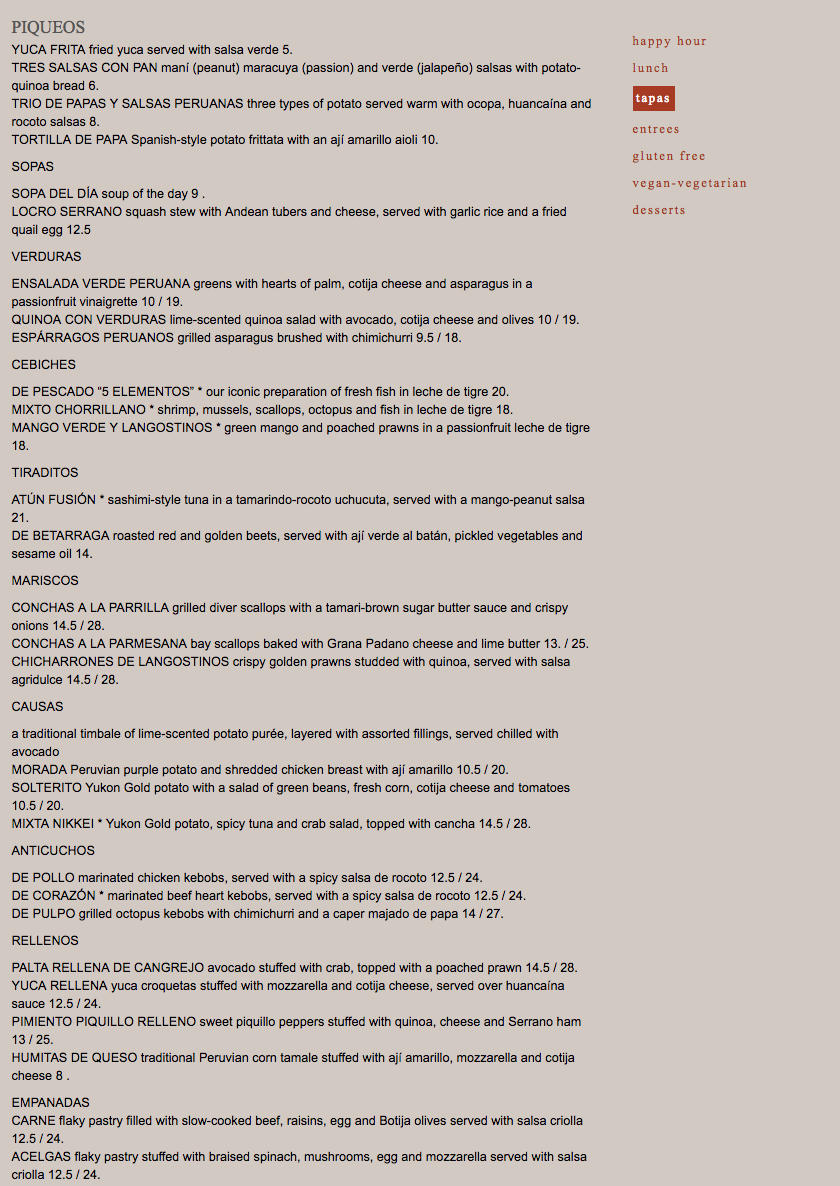 PIQUEOS
YUCA FRITA fried yuca served with salsa verde 5.
TRES SALSAS CON PAN maní (peanut) maracuya (passion) and verde (jalapeño) salsas with potato-
quinoa bread 6.
TRIO DE PAPAS Y SALSAS PERUANAS three types of potato served warm with ocopa, huancaína and
rocoto salsas 8.
TORTILLA DE PAPA Spanish-style potato frittata with an ají amarillo aioli 10.
SOPAS
SOPA DEL DÍA soup of the day 9 .
LOCRO SERRANO squash stew with Andean tubers and cheese, served with garlic rice and a fried
quail egg 12.5
VERDURAS
ENSALADA VERDE PERUANA greens with hearts of palm, cotija cheese and asparagus in a
passionfruit vinaigrette 10 / 19.
QUINOA CON VERDURAS lime-scented quinoa salad with avocado, cotija cheese and olives 10 / 19.
ESPÁRRAGOS PERUANOS grilled asparagus brushed with chimichurri 9.5 / 18.
CEBICHES
DE PESCADO “5 ELEMENTOS” * our iconic preparation of fresh fish in leche de tigre 20.
MIXTO CHORRILLANO * shrimp, mussels, scallops, octopus and fish in leche de tigre 18.
MANGO VERDE Y LANGOSTINOS * green mango and poached prawns in a passionfruit leche de tigre
18.
TIRADITOS
ATÚN FUSIÓN * sashimi-style tuna in a tamarindo-rocoto uchucuta, served with a mango-peanut salsa
21.
DE BETARRAGA roasted red and golden beets, served with ají verde al batán, pickled vegetables and
sesame oil 14.
MARISCOS
CONCHAS A LA PARRILLA grilled diver scallops with a tamari-brown sugar butter sauce and crispy
onions 14.5 / 28.
CONCHAS A LA PARMESANA bay scallops baked with Grana Padano cheese and lime butter 13. / 25.
CHICHARRONES DE LANGOSTINOS crispy golden prawns studded with quinoa, served with salsa
agridulce 14.5 / 28.
CAUSAS
a traditional timbale of lime-scented potato purée, layered with assorted fillings, served chilled with
avocado
MORADA Peruvian purple potato and shredded chicken breast with ají amarillo 10.5 / 20.
SOLTERITO Yukon Gold potato with a salad of green beans, fresh corn, cotija cheese and tomatoes
10.5 / 20.
MIXTA NIKKEI * Yukon Gold potato, spicy tuna and crab salad, topped with cancha 14.5 / 28.
ANTICUCHOS
DE POLLO marinated chicken kebobs, served with a spicy salsa de rocoto 12.5 / 24.
DE CORAZÓN * marinated beef heart kebobs, served with a spicy salsa de rocoto 12.5 / 24.
DE PULPO grilled octopus kebobs with chimichurri and a caper majado de papa 14 / 27.
RELLENOS
PALTA RELLENA DE CANGREJO avocado stuffed with crab, topped with a poached prawn 14.5 / 28.
YUCA RELLENA yuca croquetas stuffed with mozzarella and cotija cheese, served over huancaína
sauce 12.5 / 24.
PIMIENTO PIQUILLO RELLENO sweet piquillo peppers stuffed with quinoa, cheese and Serrano ham
13 / 25.
HUMITAS DE QUESO traditional Peruvian corn tamale stuffed with ají amarillo, mozzarella and cotija
cheese 8 .
EMPANADAS
CARNE flaky pastry filled with slow-cooked beef, raisins, egg and Botija olives served with salsa criolla
12.5 / 24.
ACELGAS flaky pastry stuffed with braised spinach, mushrooms, egg and mozzarella served with salsa
criolla 12.5 / 24.
happy hour
lunch
tapas
entrees
gluten free
vegan-vegetarian
desserts